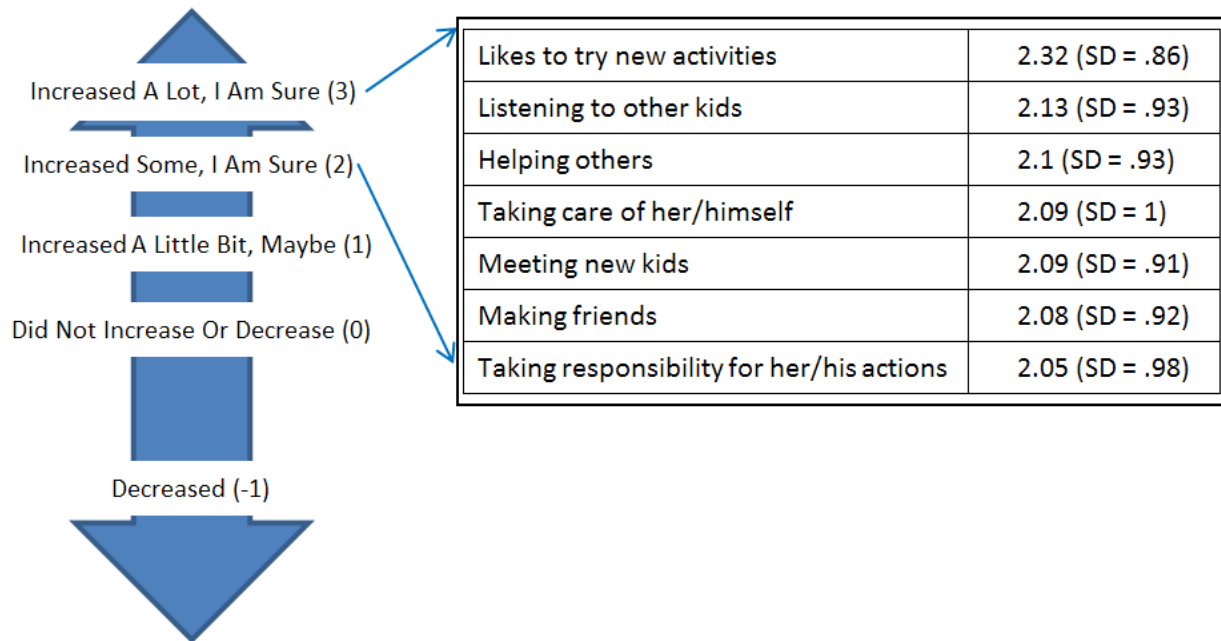 Increased A Lot, I Am Sure (3)
Increased Some, I Am Sure (2)
Increased A Little Bit, Maybe (1)
Did Not Increase Or Decrease (0)
Decreased (-1)
Likes to try new activities 2.32 (SD = .86)
Listening to other kids 2.13 (SD = .93)
Helping others 2.1 (SD = .93)
Taking care of her/himself 2.09 (SD = 1)
Meeting new kids 2.09 (SD = .91)
Making friends 2.08 (SD = .92)
Taking responsibility for her/his actions 2.05 (SD = .98)